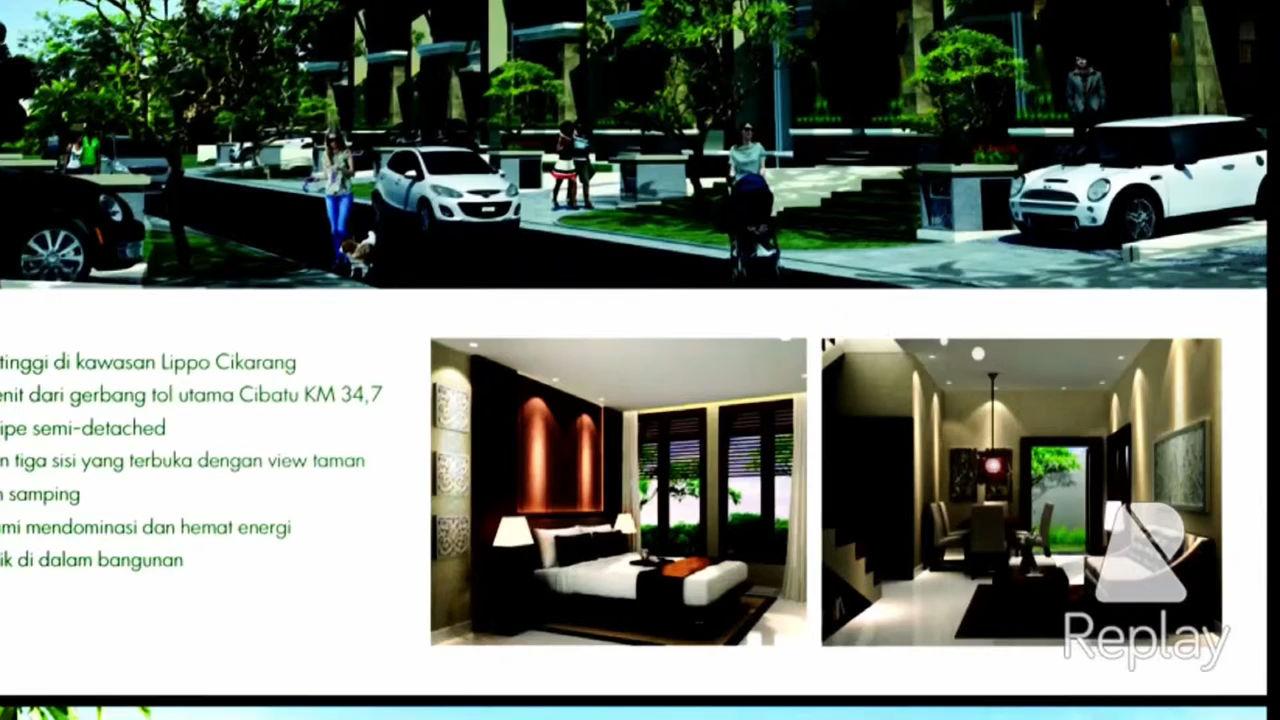 tinggi di kawasan Lippo Cikarang
enit dari gerbang tol utama Cibatu KM 34,7
ipe semi-detached
n tiga sisi yang terbuka dengan view taman
n samping
ami mendominasi dan hemat energi
ik di dalam bangunan
Replay